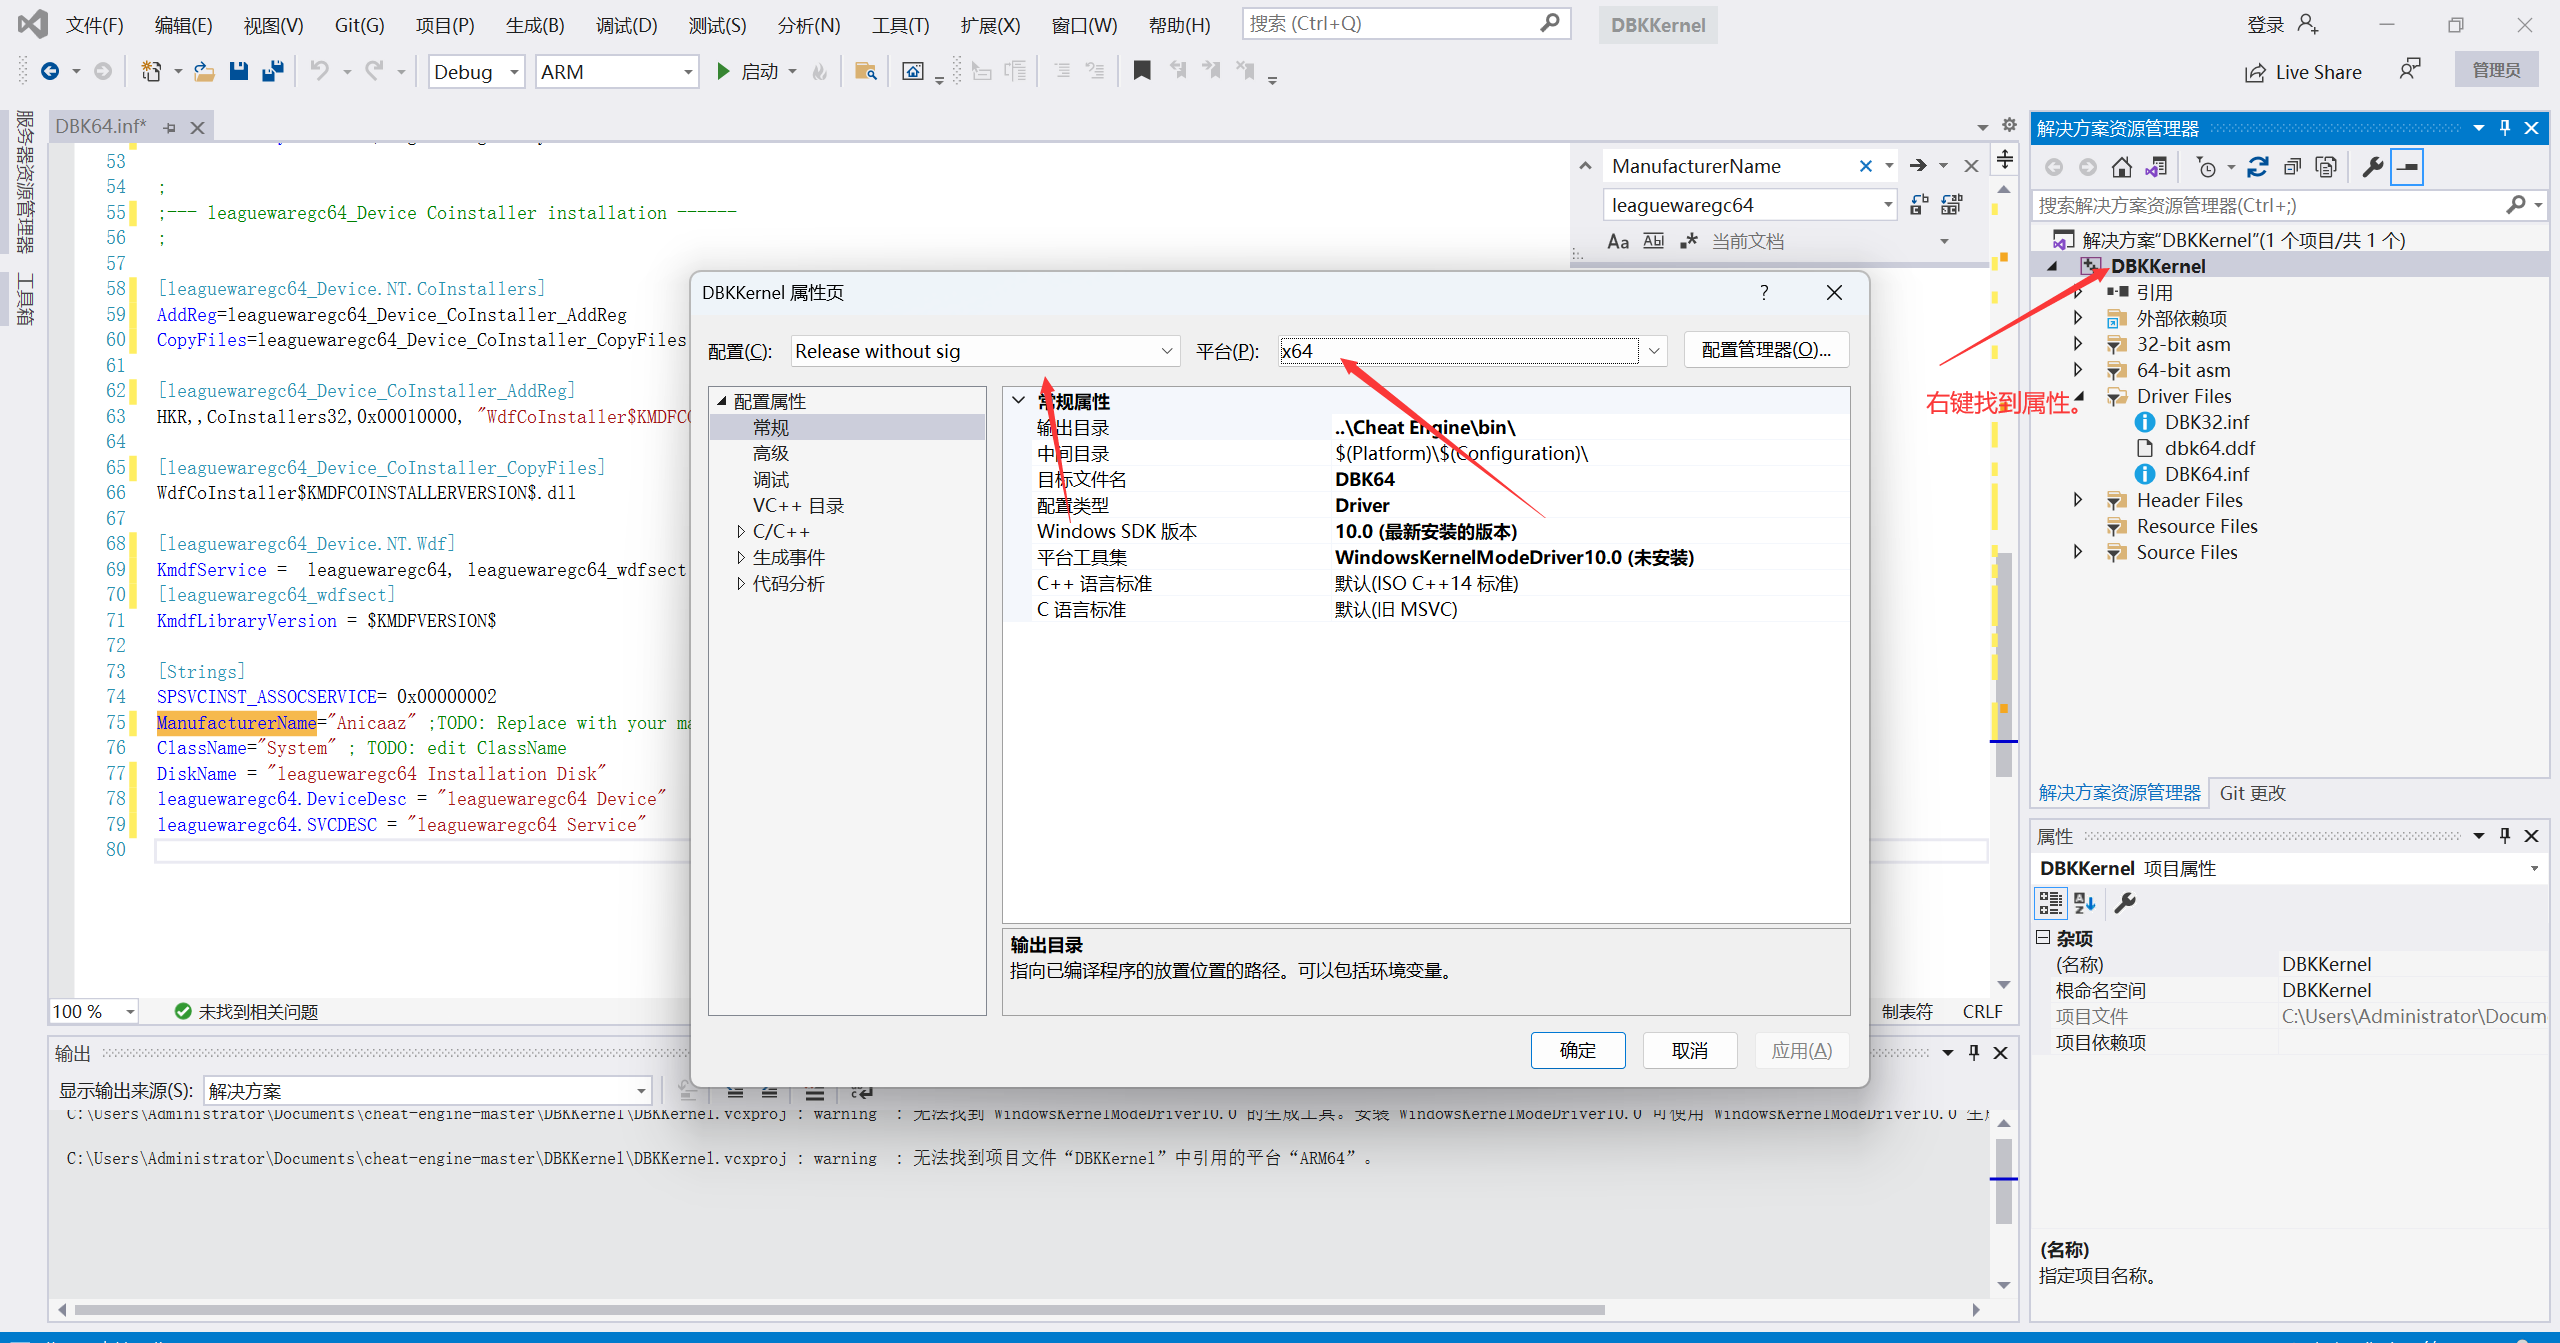 文件(F) 编辑(E) 视图(V) Git(G) 项目(P) 生成(B) 调试(D) 测试(S) 分析(N) 工具(T) 扩展(X) 窗口(W) 帮助(H) 搜索 (Ctrl+Q) DBKKernel 登录
Debug ARM 启动 Live Share 管理员
服务器资源管理器
工具箱
DBK64.inf*
53
54 ;
55 ;--- leaguewaregc64_Device Coinstaller installation ------
56 ;
57
58 [leaguewaregc64_Device.NT.CoInstallers]
59 AddReg=leaguewaregc64_Device_CoInstaller_AddReg
60 CopyFiles=leaguewaregc64_Device_CoInstaller_CopyFiles
61
62 [leaguewaregc64_Device_CoInstaller_AddReg]
63 HKR,,CoInstallers32,0x00010000, "WdfCoInstaller$KMDFCO
64
65 [leaguewaregc64_Device_CoInstaller_CopyFiles]
66 WdfCoInstaller$KMDFCOINSTALLERVERSION$.dll
67
68 [leaguewaregc64_Device.NT.Wdf]
69 KmdfService = leaguewaregc64, leaguewaregc64_wdfsect
70 [leaguewaregc64_wdfsect]
71 KmdfLibraryVersion = $KMDFVERSION$
72
73 [Strings]
74 SPSVCINST_ASSOCSERVICE= 0x00000002
75 ManufacturerName="Anicaaz" ;TODO: Replace with your ma
76 ClassName="System" ; TODO: edit ClassName
77 DiskName = "leaguewaregc64 Installation Disk"
78 leaguewaregc64.DeviceDesc = "leaguewaregc64 Device"
79 leaguewaregc64.SVCDESC = "leaguewaregc64 Service"
80
ManufacturerName
leaguewaregc64
Aa Abl 当前文档
100 % 未找到相关问题 制表符 CRLF
DBKKernel 属性页
配置(C): Release without sig 平台(P): x64 配置管理器(O)...
配置属性
常规
高级
调试
VC++ 目录
C/C++
生成事件
代码分析
常规属性
输出目录 ..\Cheat Engine\bin\
中间目录 $(Platform)\$(Configuration)\
目标文件名 DBK64
配置类型 Driver
Windows SDK 版本 10.0 (最新安装的版本)
平台工具集 WindowsKernelModeDriver10.0 (未安装)
C++ 语言标准 默认(ISO C++14 标准)
C 语言标准 默认(旧 MSVC)
输出目录
指向已编译程序的放置位置的路径。可以包括环境变量。
确定 取消 应用(A)
输出
显示输出来源(S): 解决方案
C:\Users\Administrator\Documents\cheat-engine-master\DBKKernel\DBKKernel.vcxproj : warning : 无法找到 WindowsKernelModeDriver10.0 的生成工具。安装 WindowsKernelModeDriver10.0 可使用 WindowsKernelModeDriver10.0 生
C:\Users\Administrator\Documents\cheat-engine-master\DBKKernel\DBKKernel.vcxproj : warning : 无法找到项目文件“DBKKernel”中引用的平台“ARM64”。
解决方案资源管理器
搜索解决方案资源管理器(Ctrl+;)
解决方案"DBKKernel"(1 个项目/共 1 个)
DBKKernel
引用
外部依赖项
32-bit asm
64-bit asm
右键找到属性。
Driver Files
DBK32.inf
dbk64.ddf
DBK64.inf
Header Files
Resource Files
Source Files
解决方案资源管理器 Git 更改
属性
DBKKernel 项目属性
杂项
(名称) DBKKernel
根命名空间 DBKKernel
项目文件 C:\Users\Administrator\Docum
项目依赖项
(名称)
指定项目名称。